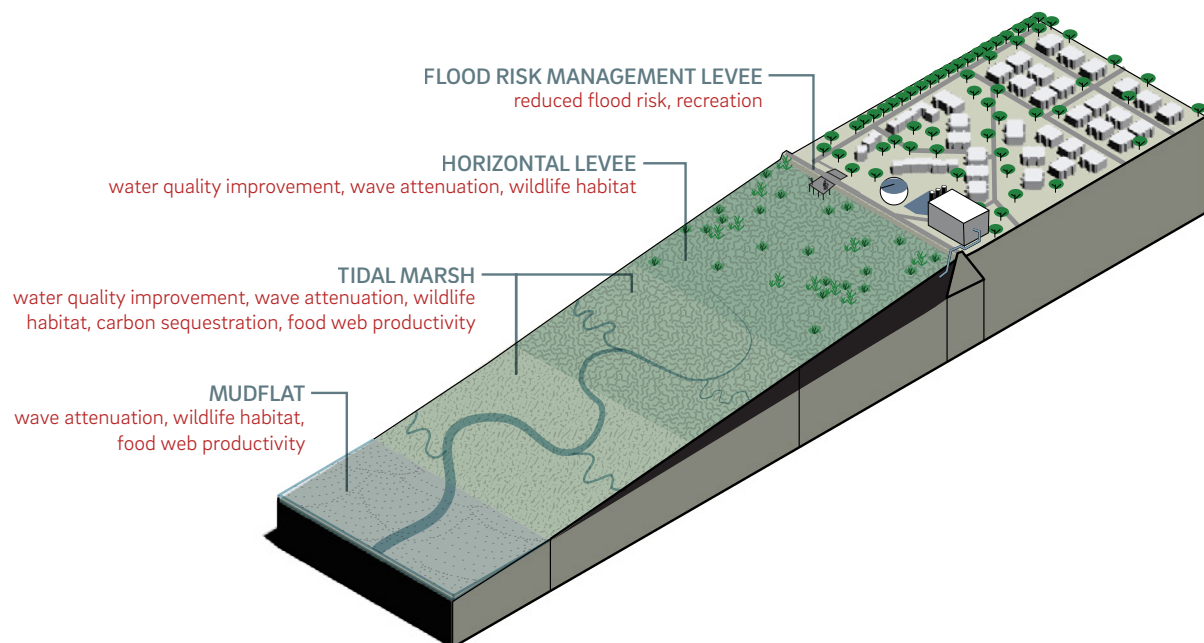 FLOOD RISK MANAGEMENT LEVEE
reduced flood risk, recreation
HORIZONTAL LEVEE
water quality improvement, wave attenuation, wildlife habitat
TIDAL MARSH
water quality improvement, wave attenuation, wildlife
habitat, carbon sequestration, food web productivity
MUDFLAT
wave attenuation, wildlife habitat,
food web productivity